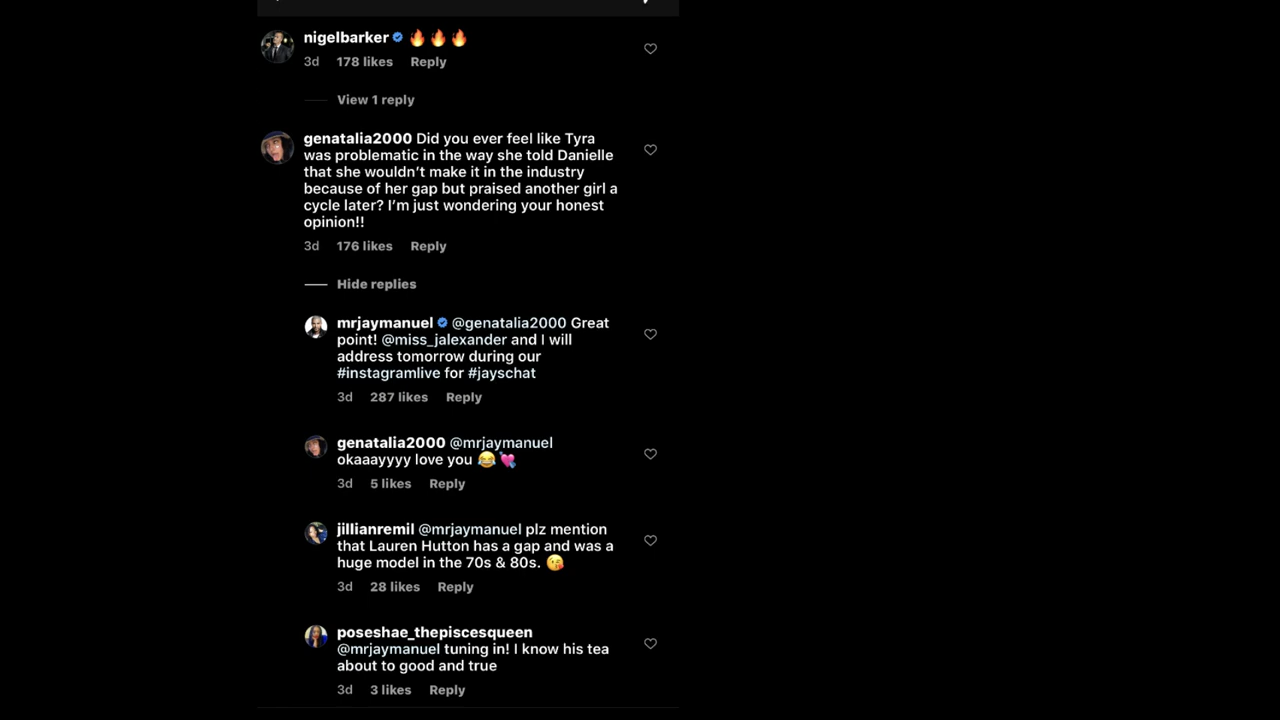 nigelbarker 🔥🔥🔥
3d 178 likes Reply
View 1 reply
genatalia2000 Did you ever feel like Tyra
was problematic in the way she told Danielle
that she wouldn’t make it in the industry
because of her gap but praised another girl a
cycle later? I’m just wondering your honest
opinion!!
3d 176 likes Reply
Hide replies
mrjaymanuel @genatalia2000 Great
point! @miss_jalexander and I will
address tomorrow during our
#instagramlive for #jayschat
3d 287 likes Reply
genatalia2000 @mrjaymanuel
okaaayyyy love you 😂💘
3d 5 likes Reply
jillianremil @mrjaymanuel plz mention
that Lauren Hutton has a gap and was a
huge model in the 70s & 80s. 😘
3d 28 likes Reply
poseshae_thepiscesqueen
@mrjaymanuel tuning in! I know his tea
about to good and true
3d 3 likes Reply